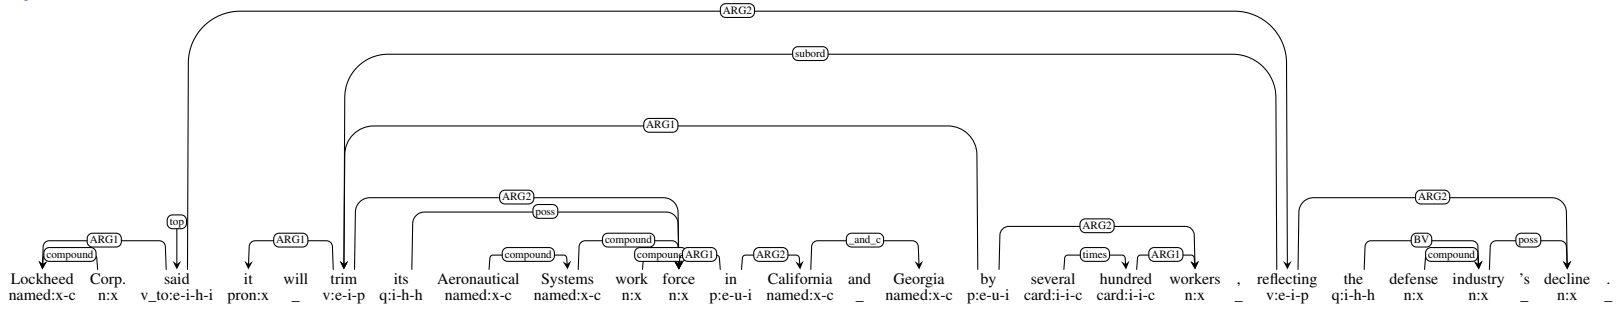 ARG2
subord
ARG1
ARG2 ARG2
poss
top ARG2
ARG1 ARG1 compound _and_c BV poss
compound compound compound ARG1 ARG2 times ARG1 compound
Lockheed Corp. said it will trim its Aeronautical Systems work force in California and Georgia by several hundred workers , reflecting the defense industry 's decline .
named:x-c n:x v_to:e-i-h-i pron:x _ v:e-i-p q:i-h-h named:x-c named:x-c n:x n:x p:e-u-i named:x-c _ named:x-c p:e-u-i card:i-i-c card:i-i-c n:x _ v:e-i-p q:i-h-h n:x n:x _ n:x _